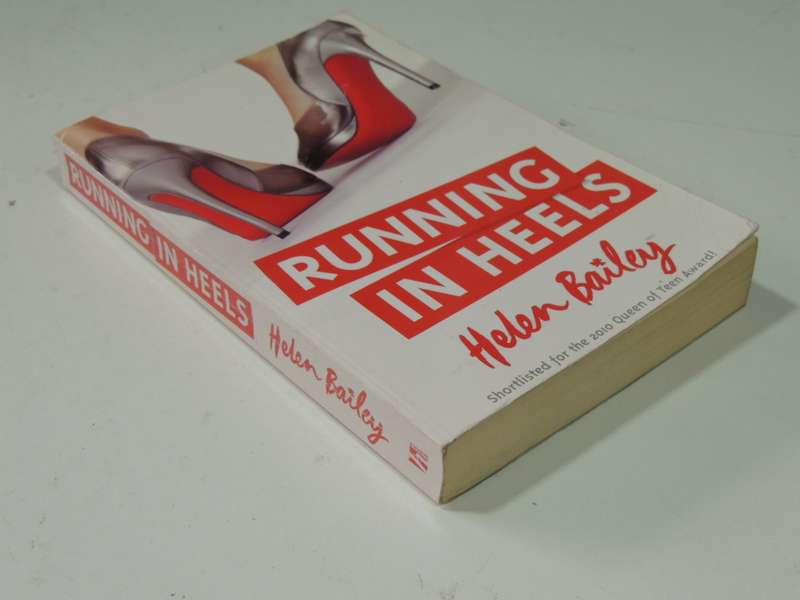 RUNNING
IN HEELS
Helen Bailey
Shortlisted for the 2010 Queen of Teen Award!
RUNNING IN HEELS
Helen Bailey